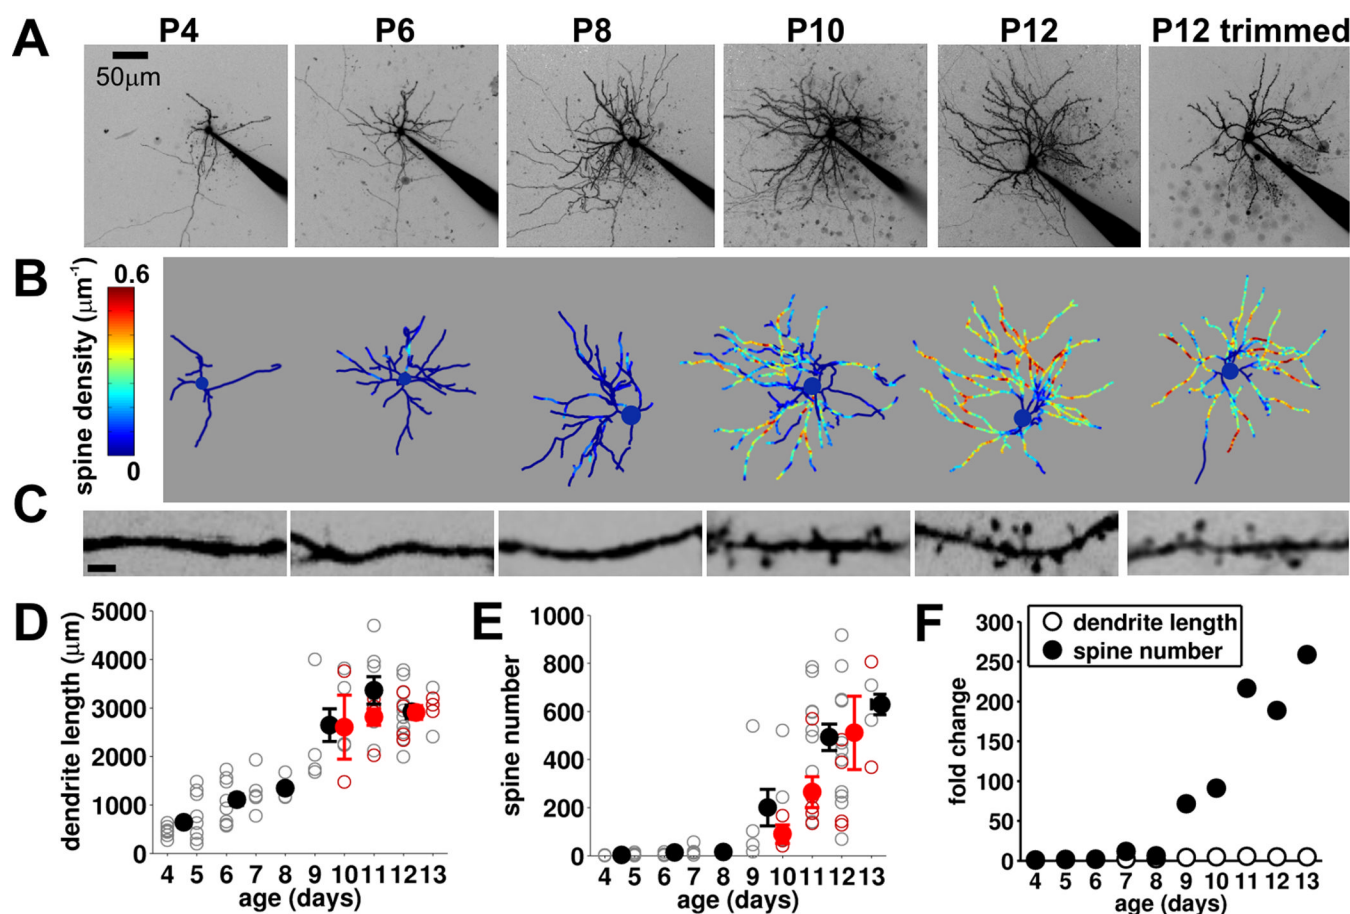 A P4 P6 P8 P10 P12 P12 trimmed
50μm
B
spine density (μm⁻¹)
0.6
0
C
D
dendrite length (μm)
5000
4000
3000
2000
1000
0
4 5 6 7 8 9 10 11 12 13
age (days)
E
spine number
1000
800
600
400
200
0
4 5 6 7 8 9 10 11 12 13
age (days)
F
dendrite length
spine number
fold change
300
250
200
150
100
50
0
4 5 6 7 8 9 10 11 12 13
age (days)